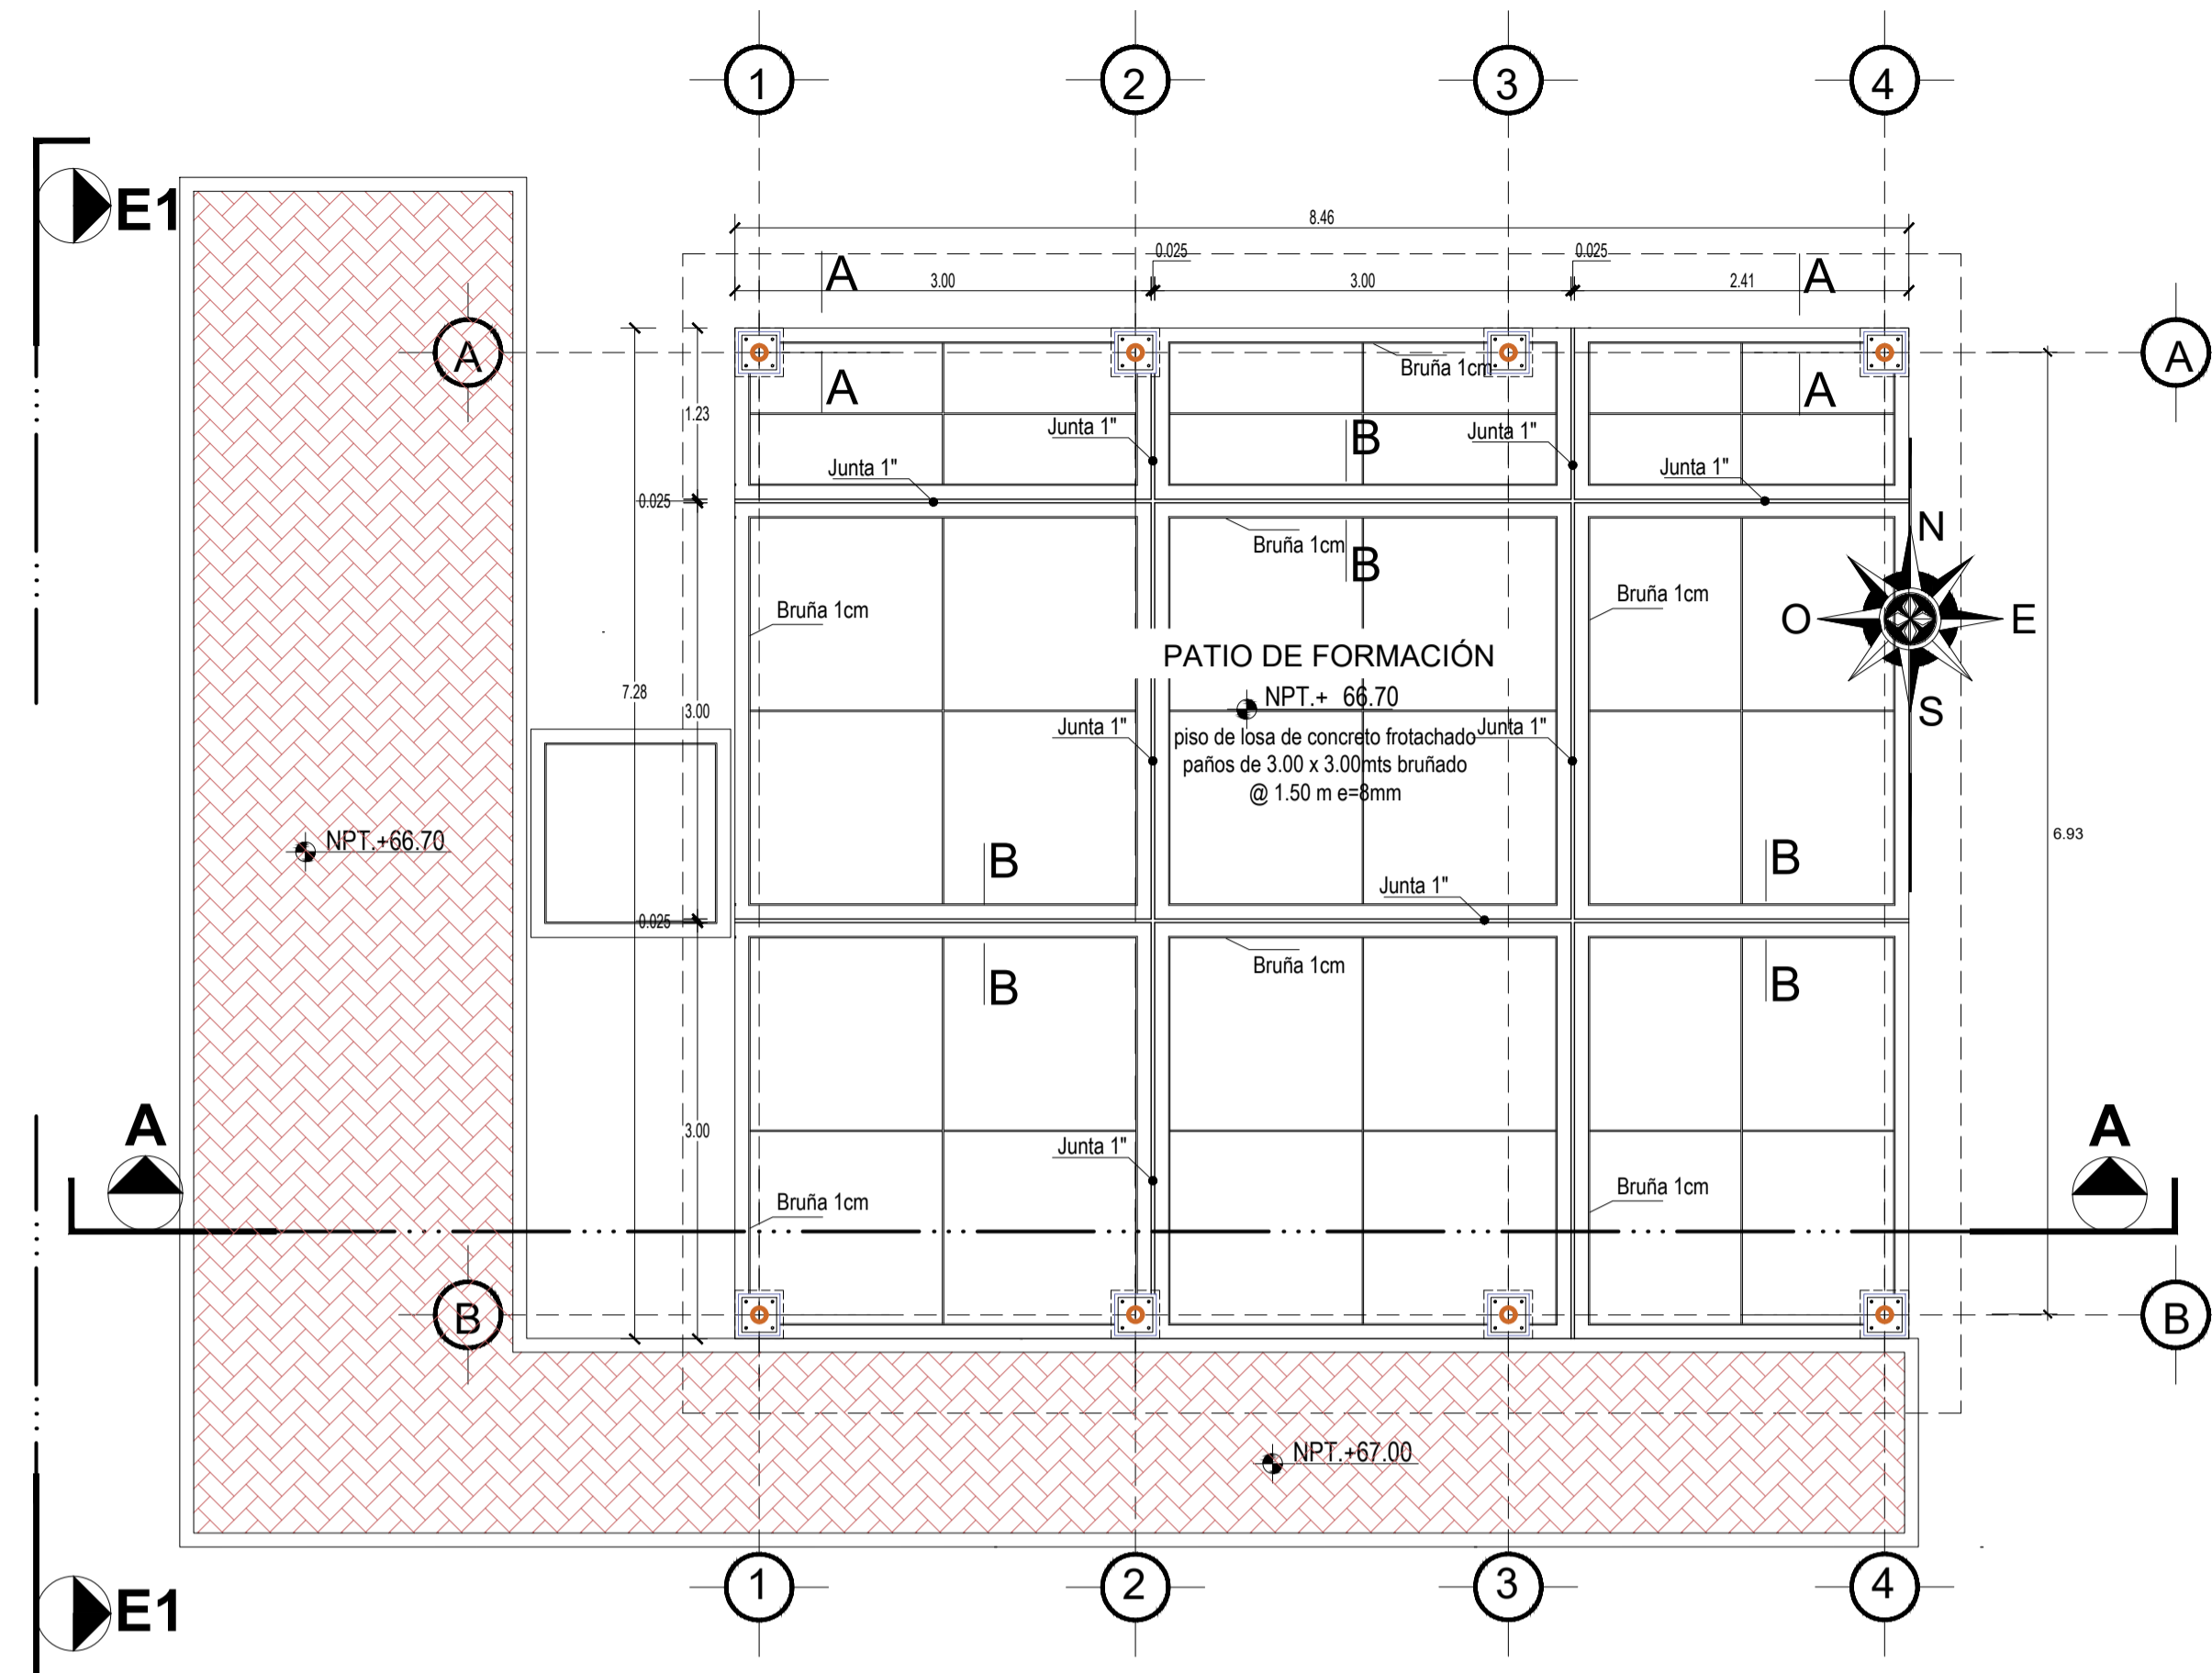 1
2
3
4
E1
8.46
0.025
0.025
A
A
3.00
3.00
2.41
A
A
Bruña 1cm
A
A
1.23
Junta 1"
B
Junta 1"
Junta 1"
Junta 1"
0.025
N
Bruña 1cm
B
Bruña 1cm
Bruña 1cm
O
E
PATIO DE FORMACIÓN
7.28
NPT.+ 66.70
3.00
S
Junta 1"
piso de losa de concreto frotachado
Junta 1"
paños de 3.00 x 3.00mts bruñado
@ 1.50 m e=8mm
NPT.+66.70
6.93
B
B
Junta 1"
0.025
Bruña 1cm
B
B
A
A
3.00
Junta 1"
Bruña 1cm
Bruña 1cm
B
B
NPT.+67.00
1
2
3
4
E1